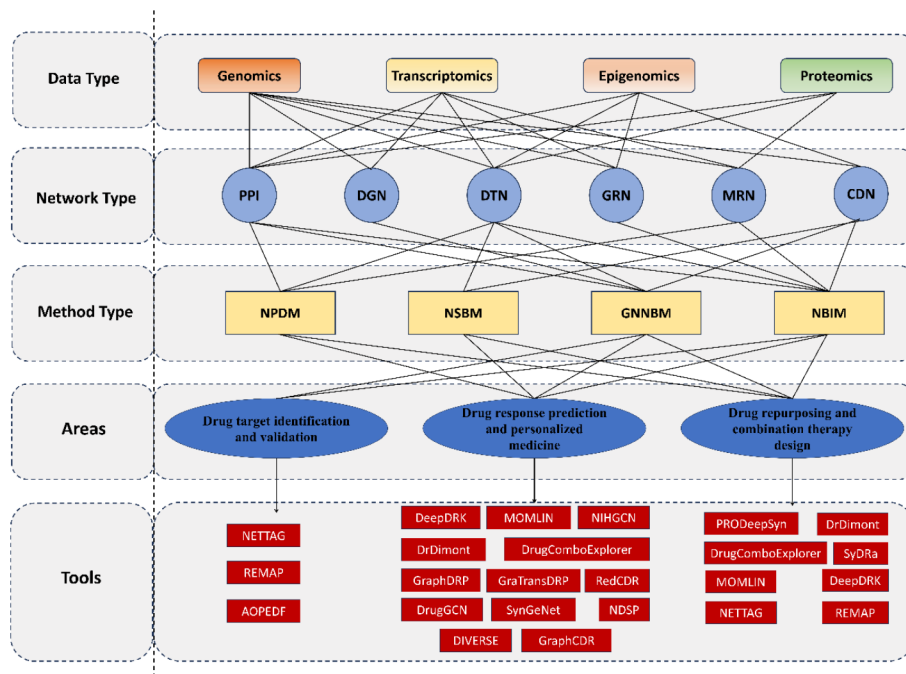 Data Type
Genomics
Transcriptomics
Epigenomics
Proteomics
Network Type
PPI
DGN
DTN
GRN
MRN
CDN
Method Type
NPDM
NSBM
GNNBM
NBIM
Areas
Drug target identification
and validation
Drug response prediction
and personalized
medicine
Drug repurposing and
combination therapy
design
Tools
NETTAG
REMAP
AOPEDF
DeepDRK
MOMLIN
NIHGCN
DrDimont
DrugComboExplorer
GraphDRP
GraTransDRP
RedCDR
DrugGCN
SynGeNet
NDSP
DIVERSE
GraphCDR
PRODeepSyn
DrDimont
DrugComboExplorer
SyDRa
MOMLIN
DeepDRK
NETTAG
REMAP